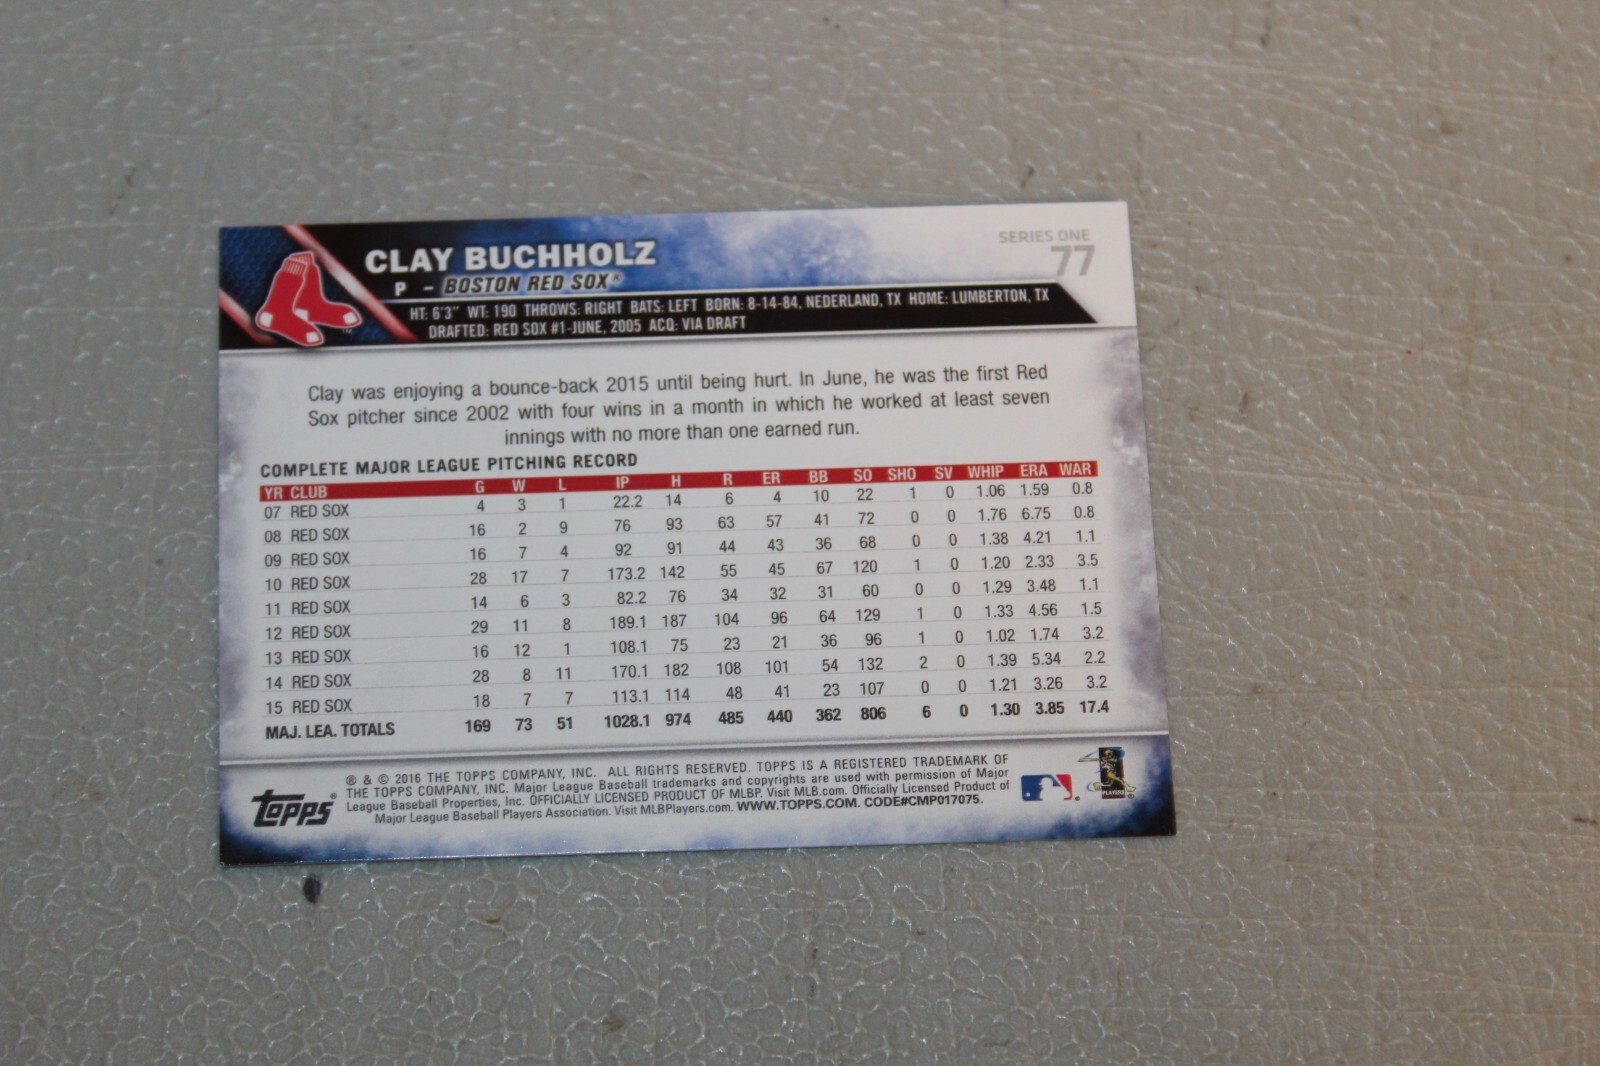 CLAY BUCHHOLZ
P - BOSTON RED SOX®
SERIES ONE
77
HT: 6'3" WT: 190 THROWS: RIGHT BATS: LEFT BORN: 8-14-84, NEDERLAND, TX HOME: LUMBERTON, TX
DRAFTED: RED SOX #1-JUNE, 2005 ACQ: VIA DRAFT
Clay was enjoying a bounce-back 2015 until being hurt. In June, he was the first Red
Sox pitcher since 2002 with four wins in a month in which he worked at least seven
innings with no more than one earned run.
COMPLETE MAJOR LEAGUE PITCHING RECORD
YR CLUB G W L IP H R ER BB SO SHO SV WHIP ERA WAR
07 RED SOX 4 3 1 22.2 14 6 4 10 22 1 0 1.06 1.59 0.8
08 RED SOX 16 2 9 76 93 63 57 41 72 0 0 1.76 6.75 0.8
09 RED SOX 16 7 4 92 91 44 43 36 68 0 0 1.38 4.21 1.1
10 RED SOX 28 17 7 173.2 142 55 45 67 120 1 0 1.20 2.33 3.5
11 RED SOX 14 6 3 82.2 76 34 32 31 60 0 0 1.29 3.48 1.1
12 RED SOX 29 11 8 189.1 187 104 96 64 129 1 0 1.33 4.56 1.5
13 RED SOX 16 12 1 108.1 75 23 21 36 96 1 0 1.02 1.74 3.2
14 RED SOX 28 8 11 170.1 182 108 101 54 132 2 0 1.39 5.34 2.2
15 RED SOX 18 7 7 113.1 114 48 41 23 107 0 0 1.21 3.26 3.2
MAJ. LEA. TOTALS 169 73 51 1028.1 974 485 440 362 806 6 0 1.30 3.85 17.4
Topps®
® & © 2016 THE TOPPS COMPANY, INC. ALL RIGHTS RESERVED. TOPPS IS A REGISTERED TRADEMARK OF
THE TOPPS COMPANY, INC. Major League Baseball trademarks and copyrights are used with permission of Major
League Baseball Properties, Inc. OFFICIALLY LICENSED PRODUCT OF MLBP. Visit MLB.com. Officially Licensed Product of
Major League Baseball Players Association. Visit MLBPlayers.com. WWW.TOPPS.COM. CODE#CMP017075.
PLAYERS